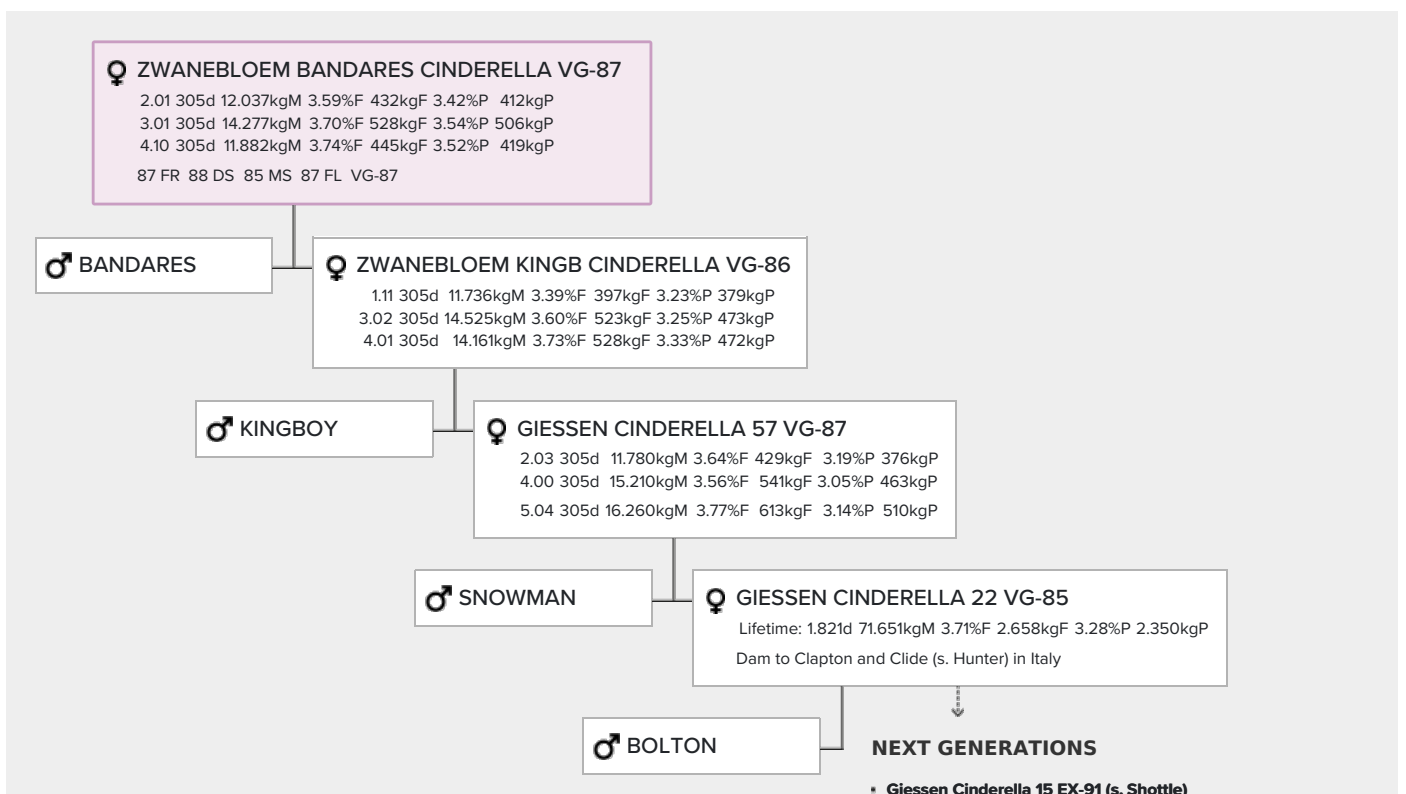 ZWANEBLOEM BANDARES CINDERELLA VG-87
2.01 305d 12.037kgM 3.59%F 432kgF 3.42%P 412kgP
3.01 305d 14.277kgM 3.70%F 528kgF 3.54%P 506kgP
4.10 305d 11.882kgM 3.74%F 445kgF 3.52%P 419kgP
87 FR 88 DS 85 MS 87 FL VG-87
BANDARES
ZWANEBLOEM KINGB CINDERELLA VG-86
1.11 305d 11.736kgM 3.39%F 397kgF 3.23%P 379kgP
3.02 305d 14.525kgM 3.60%F 523kgF 3.25%P 473kgP
4.01 305d 14.161kgM 3.73%F 528kgF 3.33%P 472kgP
KINGBOY
GIESSEN CINDERELLA 57 VG-87
2.03 305d 11.780kgM 3.64%F 429kgF 3.19%P 376kgP
4.00 305d 15.210kgM 3.56%F 541kgF 3.05%P 463kgP
5.04 305d 16.260kgM 3.77%F 613kgF 3.14%P 510kgP
SNOWMAN
GIESSEN CINDERELLA 22 VG-85
Lifetime: 1.821d 71.651kgM 3.71%F 2.658kgF 3.28%P 2.350kgP
Dam to Clapton and Clide (s. Hunter) in Italy
BOLTON
NEXT GENERATIONS
▪ Giessen Cinderella 15 EX-91 (s. Shottle)